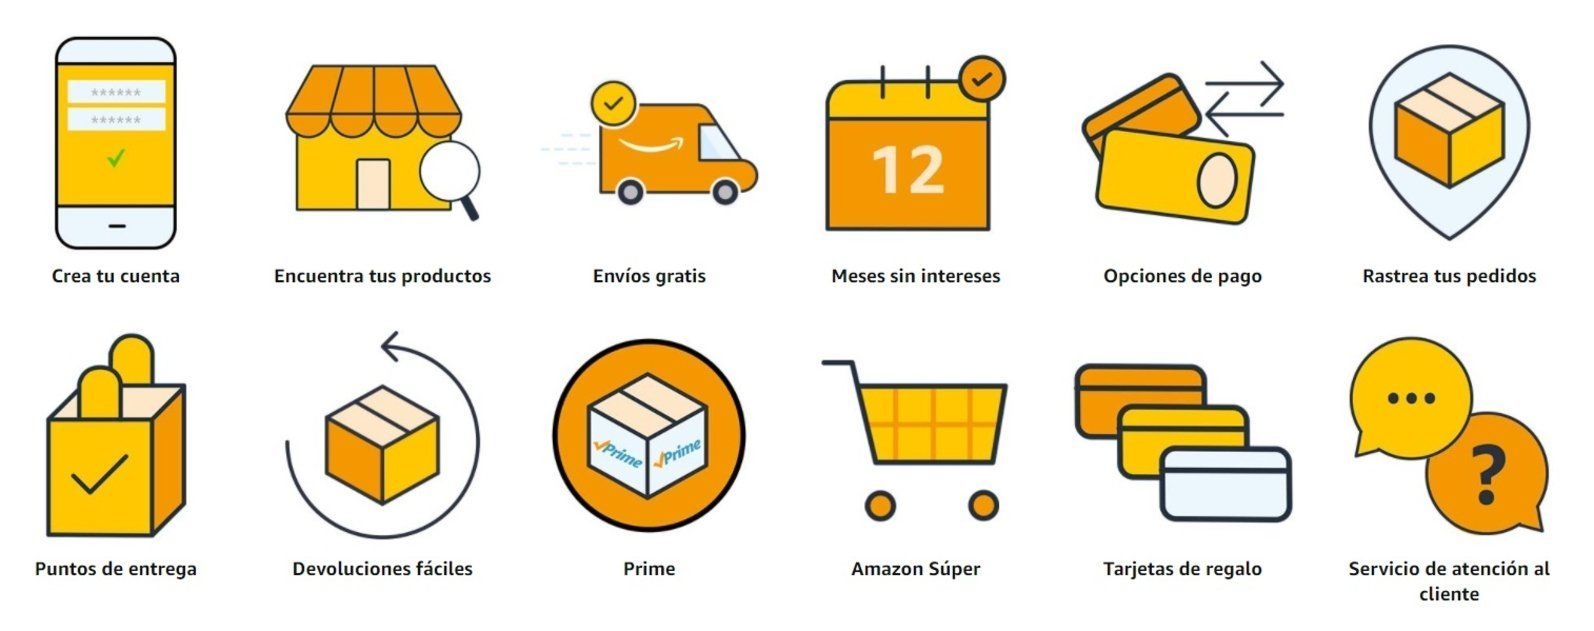 ******
******
12
Crea tu cuenta
Encuentra tus productos
Envíos gratis
Meses sin intereses
Opciones de pago
Rastrea tus pedidos
Prime
Prime
?
Puntos de entrega
Devoluciones fáciles
Prime
Amazon Súper
Tarjetas de regalo
Servicio de atención al
cliente